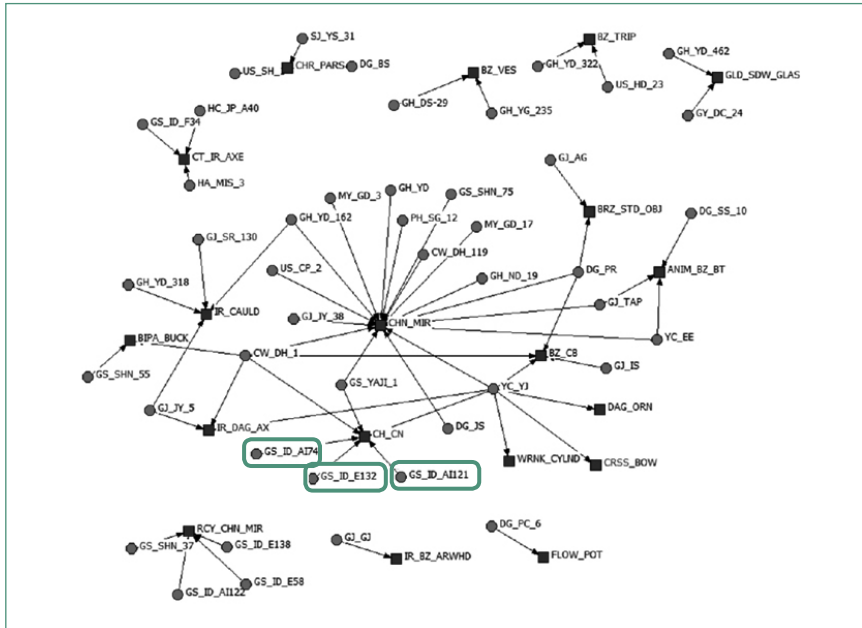 SJ_YS_31
BZ_TRIP
GH_YD_462
US_SH_
CHR_PARS
DG_BS
BZ_VES
GH_YD_322
GLD_SDW_GLAS
US_HD_23
GH_DS-29
GH_YG_235
GY_DC_24
HC_JP_A40
GS_ID_F34
CT_IR_AXE
HA_MIS_3
GJ_AG
MY_GD_3
GH_YD
GS_SHN_75
BRZ_STD_OBJ
DG_SS_10
GH_YD_162
PH_SG_12
MY_GD_17
GJ_SR_130
CW_DH_119
US_CP_2
GH_ND_19
DG_PR
ANIM_BZ_BT
GH_YD_318
IR_CAULD
GJ_JY_38
CHN_MIR
GJ_TAP
BIPA_BUCK
YC_EE
CW_DH_1
BZ_CB
GJ_IS
GS_SHN_55
GS_YAJI_1
YC_YJ
GJ_JY_5
DAG_ORN
IR_DAG_AX
CH_CN
DG_JS
GS_ID_AI74
WRNK_CYLND
CRSS_BOW
GS_ID_E132
GS_ID_AI121
RCY_CHN_MIR
GS_SHN_37
GS_ID_E138
GJ_GJ
DG_PC_6
IR_BZ_ARWHD
FLOW_POT
GS_ID_E58
GS_ID_AI122